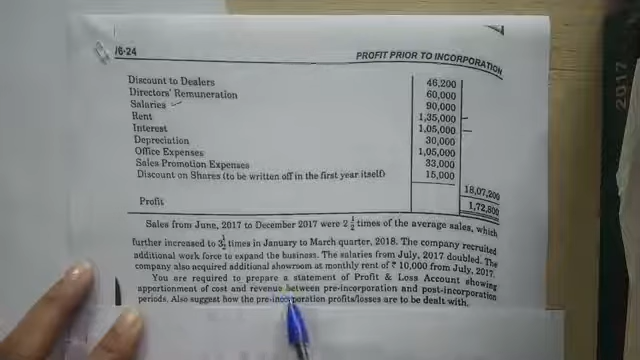 /6-24 PROFIT PRIOR TO INCORPORATION
Discount to Dealers 46,200
Directors' Remuneration 60,000
Salaries 90,000
Rent 1,35,000
Interest 1,05,000
Depreciation 30,000
Office Expenses 1,05,000
Sales Promotion Expenses 33,000
Discount on Shares (to be written off in the first year itself) 15,000
18,07,200
Profit 1,72,800
Sales from June, 2017 to December 2017 were 2 1/2 times of the average sales, which
further increased to 3 1/2 times in January to March quarter, 2018. The company recruited
additional work force to expand the business. The salaries from July, 2017 doubled. The
company also acquired additional showroom at monthly rent of ₹ 10,000 from July, 2017.
You are required to prepare a statement of Profit & Loss Account showing
apportionment of cost and revenue between pre-incorporation and post-incorporation
periods. Also suggest how the pre-incorporation profits/losses are to be dealt with.
2017